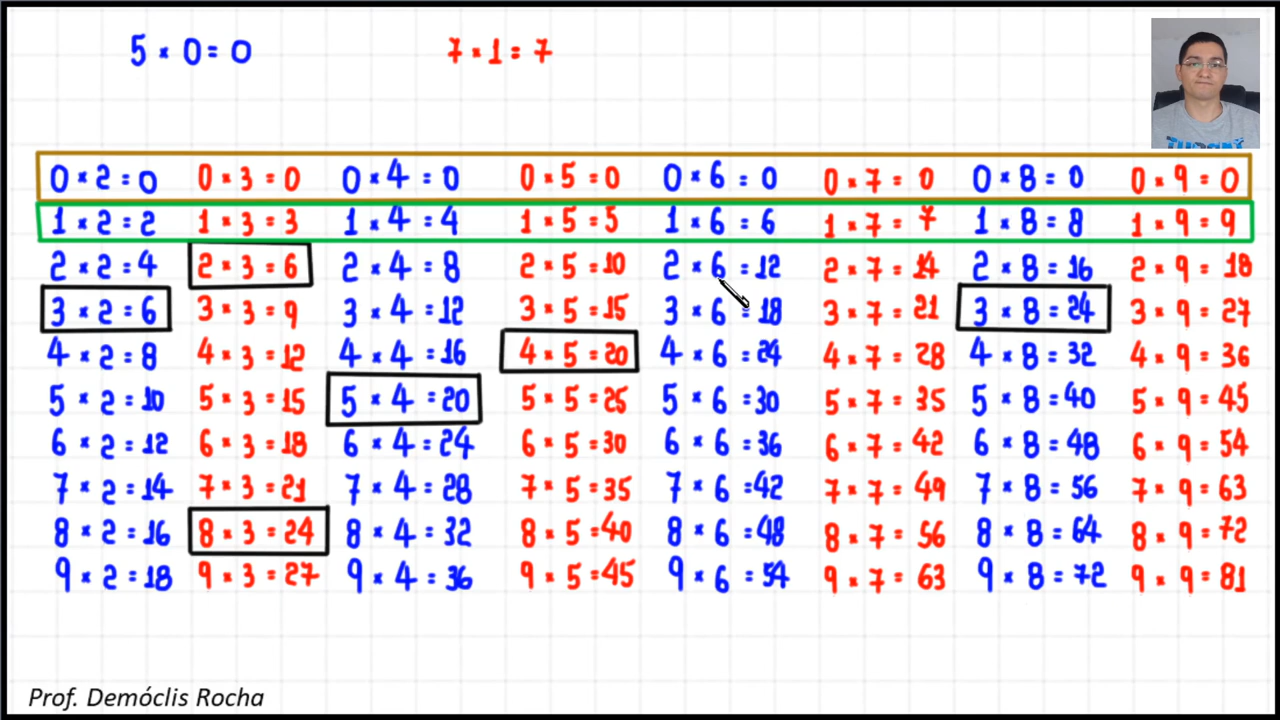 5 × 0 = 0 7 × 1 = 7
0 × 2 = 0 0 × 3 = 0 0 × 4 = 0 0 × 5 = 0 0 × 6 = 0 0 × 7 = 0 0 × 8 = 0 0 × 9 = 0
1 × 2 = 2 1 × 3 = 3 1 × 4 = 4 1 × 5 = 5 1 × 6 = 6 1 × 7 = 7 1 × 8 = 8 1 × 9 = 9
2 × 2 = 4 2 × 3 = 6 2 × 4 = 8 2 × 5 = 10 2 × 6 = 12 2 × 7 = 14 2 × 8 = 16 2 × 9 = 18
3 × 2 = 6 3 × 3 = 9 3 × 4 = 12 3 × 5 = 15 3 × 6 = 18 3 × 7 = 21 3 × 8 = 24 3 × 9 = 27
4 × 2 = 8 4 × 3 = 12 4 × 4 = 16 4 × 5 = 20 4 × 6 = 24 4 × 7 = 28 4 × 8 = 32 4 × 9 = 36
5 × 2 = 10 5 × 3 = 15 5 × 4 = 20 5 × 5 = 25 5 × 6 = 30 5 × 7 = 35 5 × 8 = 40 5 × 9 = 45
6 × 2 = 12 6 × 3 = 18 6 × 4 = 24 6 × 5 = 30 6 × 6 = 36 6 × 7 = 42 6 × 8 = 48 6 × 9 = 54
7 × 2 = 14 7 × 3 = 21 7 × 4 = 28 7 × 5 = 35 7 × 6 = 42 7 × 7 = 49 7 × 8 = 56 7 × 9 = 63
8 × 2 = 16 8 × 3 = 24 8 × 4 = 32 8 × 5 = 40 8 × 6 = 48 8 × 7 = 56 8 × 8 = 64 8 × 9 = 72
9 × 2 = 18 9 × 3 = 27 9 × 4 = 36 9 × 5 = 45 9 × 6 = 54 9 × 7 = 63 9 × 8 = 72 9 × 9 = 81
Prof. Demóclis Rocha